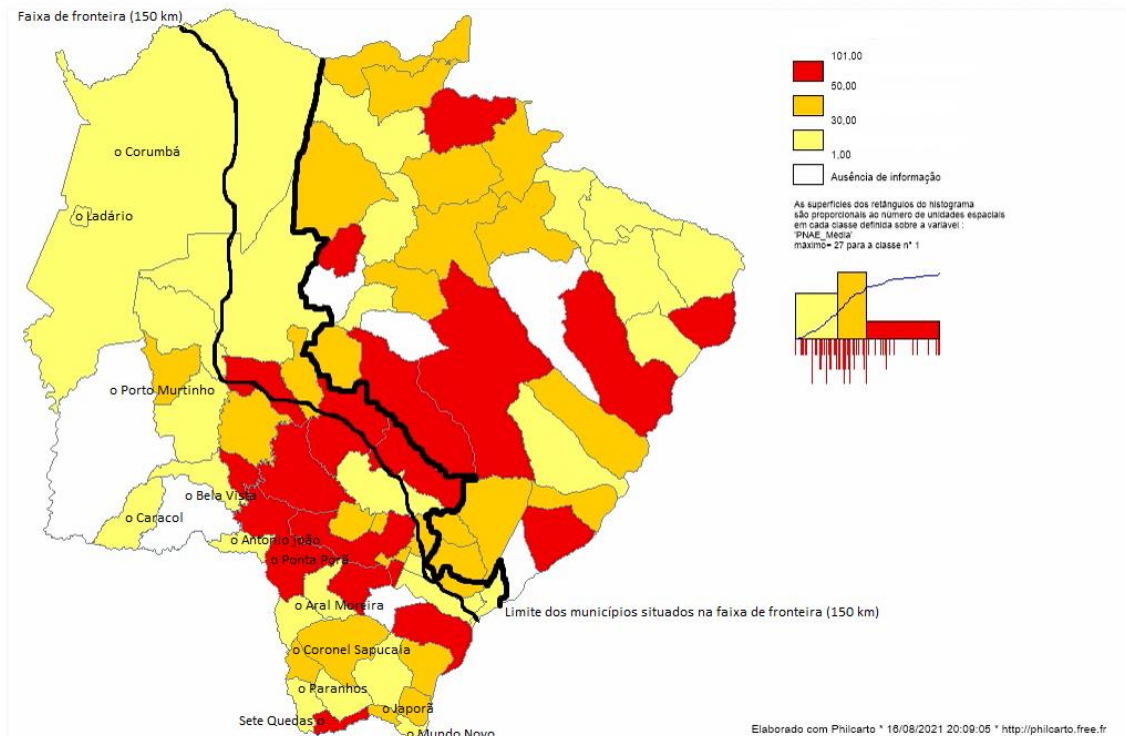 Faixa de fronteira (150 km)
o Corumbá
o Ladário
o Porto Murtinho
o Bela Vista
o Caracol
o Antonio João
o Ponta Porã
o Aral Moreira
Limite dos municípios situados na faixa de fronteira (150 km)
o Coronel Sapucaia
o Paranhos
o Japorã
Sete Quedas o
o Mundo Novo
101,00
50,00
30,00
1,00
Ausência de informação
As superfícies dos retângulos do histograma
são proporcionais ao número de unidades espaciais
em cada classe definida sobre a variavel :
'PNAE_Media'
máximo= 27 para a classe n° 1
Elaborado com Philcarto * 16/08/2021 20:09:05 * http://philcarto.free.fr